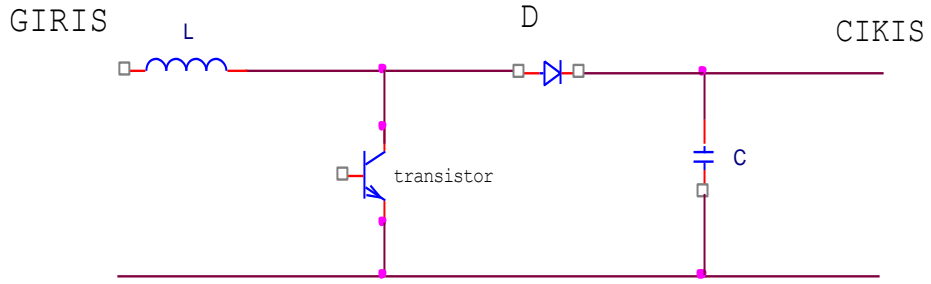 GIRIS
L
D
CIKIS
transistor
C